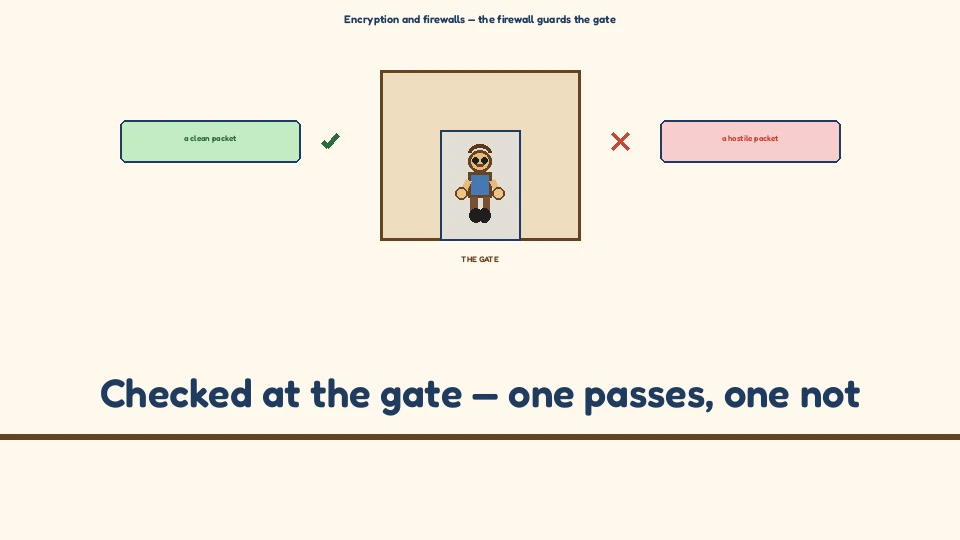 Encryption and firewalls — the firewall guards the gate
a clean packet
a hostile packet
THE GATE
Checked at the gate — one passes, one not